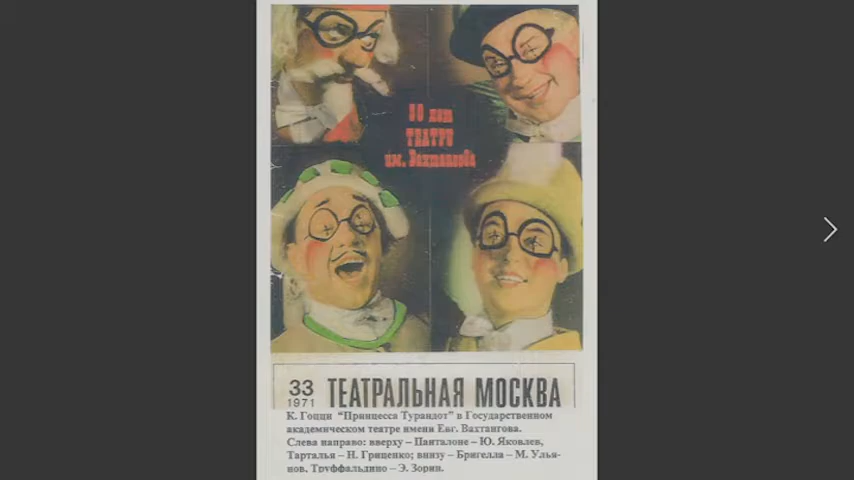 50 лет
ТЕАТРУ
им. Вахтангова
33
1971
ТЕАТРАЛЬНАЯ МОСКВА
К. Гоцци "Принцесса Турандот" в Государственном
академическом театре имени Евг. Вахтангова.
Слева направо: вверху – Панталоне – Ю. Яковлев,
Тарталья – Н. Гриценко; внизу – Бригелла – М. Улья-
нов, Труффальдино – Э. Зорин.